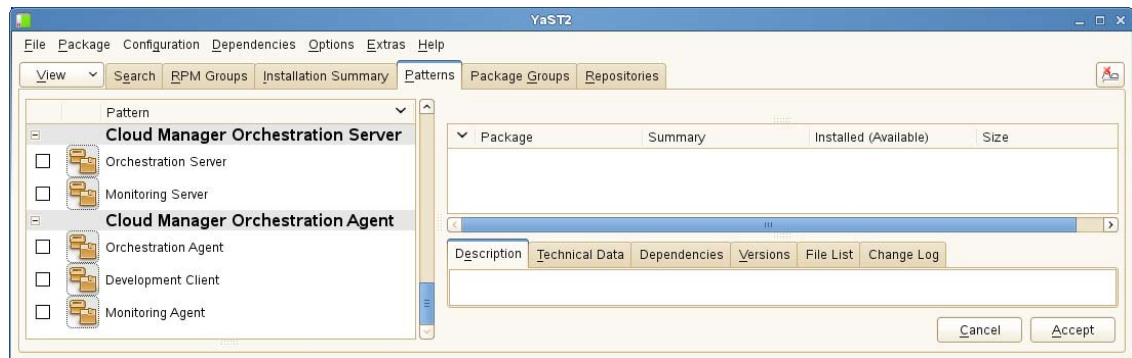 YaST2
File Package Configuration Dependencies Options Extras Help
View Search RPM Groups Installation Summary Patterns Package Groups Repositories
Pattern
Cloud Manager Orchestration Server
Orchestration Server
Monitoring Server
Cloud Manager Orchestration Agent
Orchestration Agent
Development Client
Monitoring Agent
Package Summary Installed (Available) Size
Description Technical Data Dependencies Versions File List Change Log
Cancel Accept